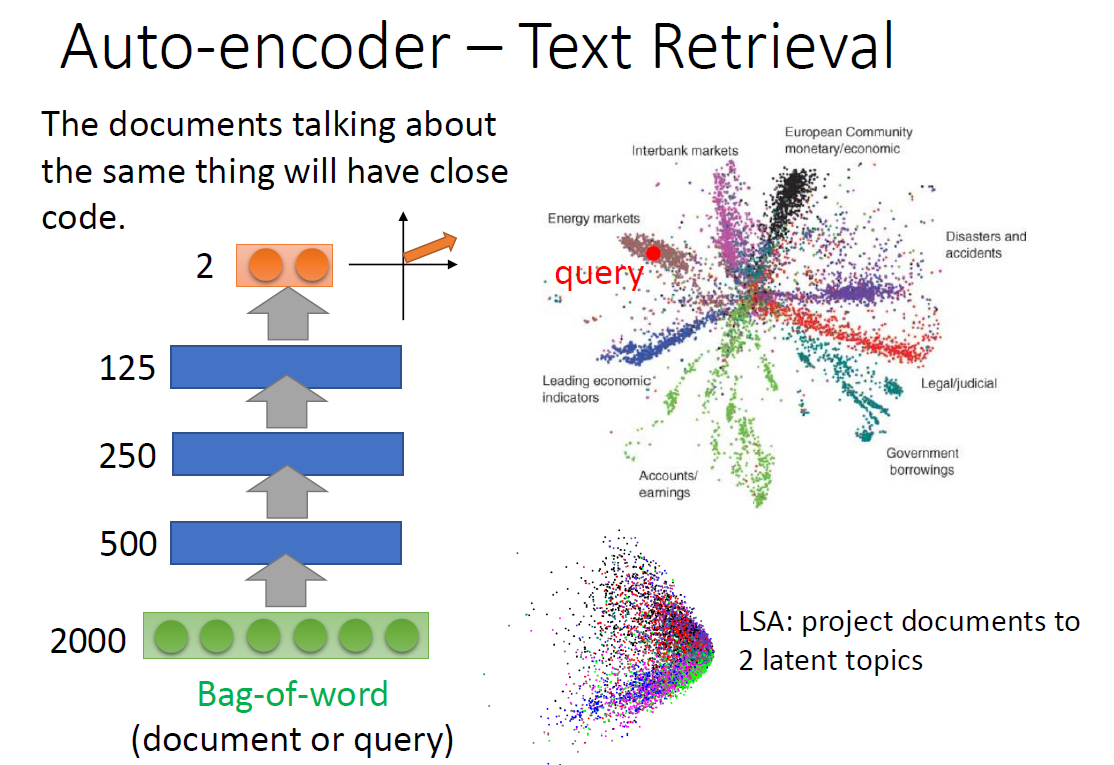 Auto-encoder – Text Retrieval
The documents talking about
the same thing will have close
code.
2
125
250
500
2000
Bag-of-word
(document or query)
Interbank markets
European Community
monetary/economic
Energy markets
query
Disasters and
accidents
Leading economic
indicators
Legal/judicial
Government
borrowings
Accounts/
earnings
LSA: project documents to
2 latent topics